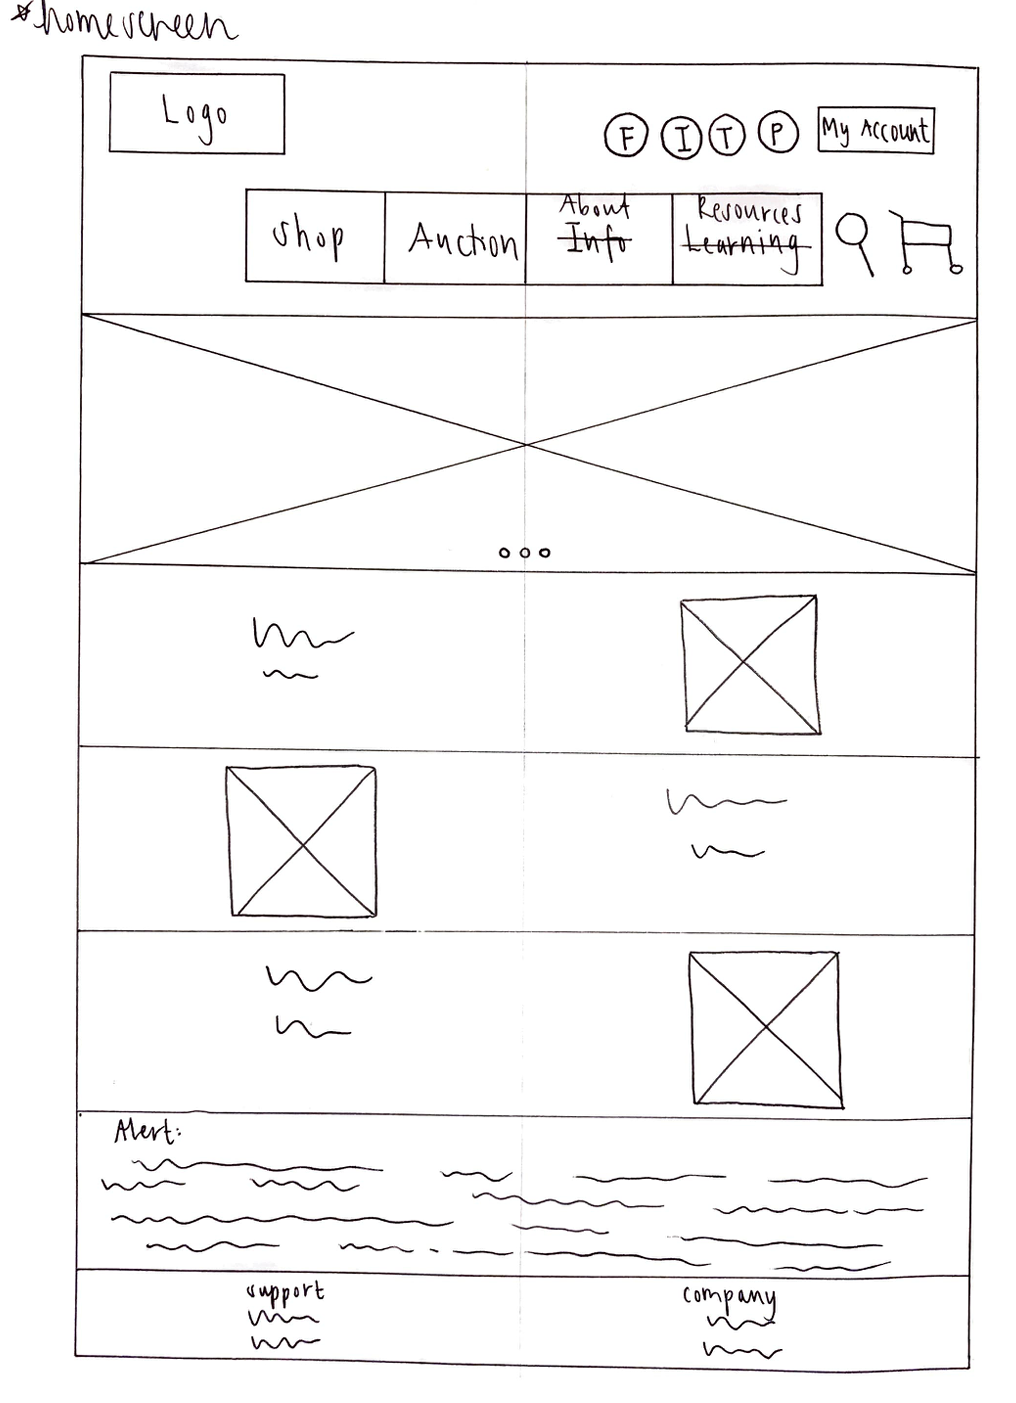 *homescreen
Logo
F I T P My Account
About Resources
Shop Auction Info Learning
Alert:
support company